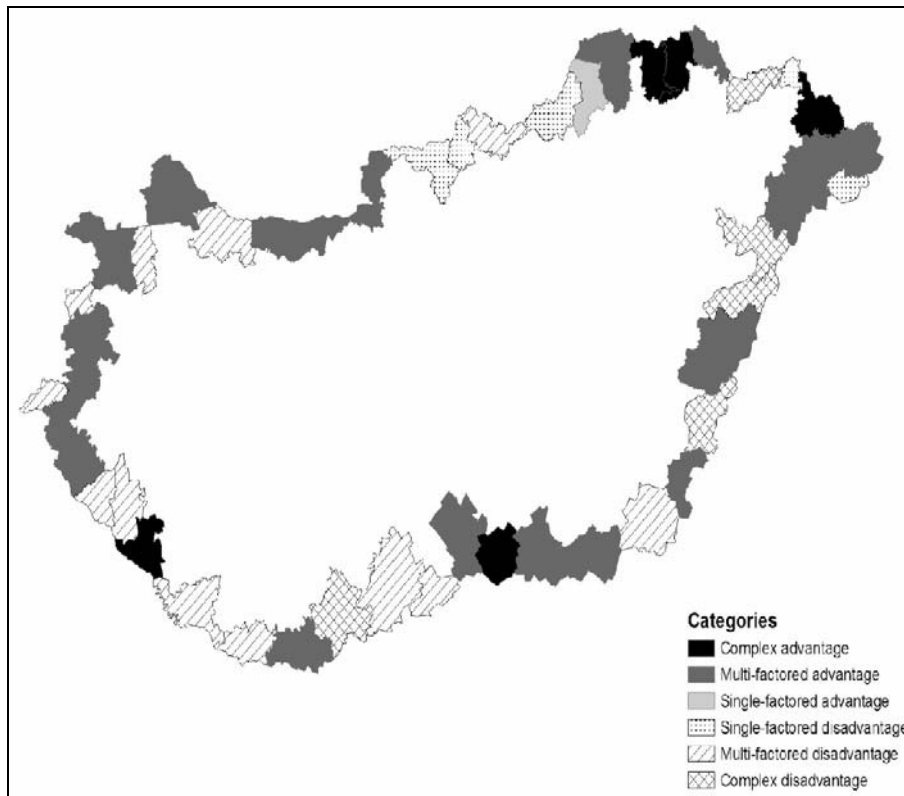 Categories
Complex advantage
Multi-factored advantage
Single-factored advantage
Single-factored disadvantage
Multi-factored disadvantage
Complex disadvantage